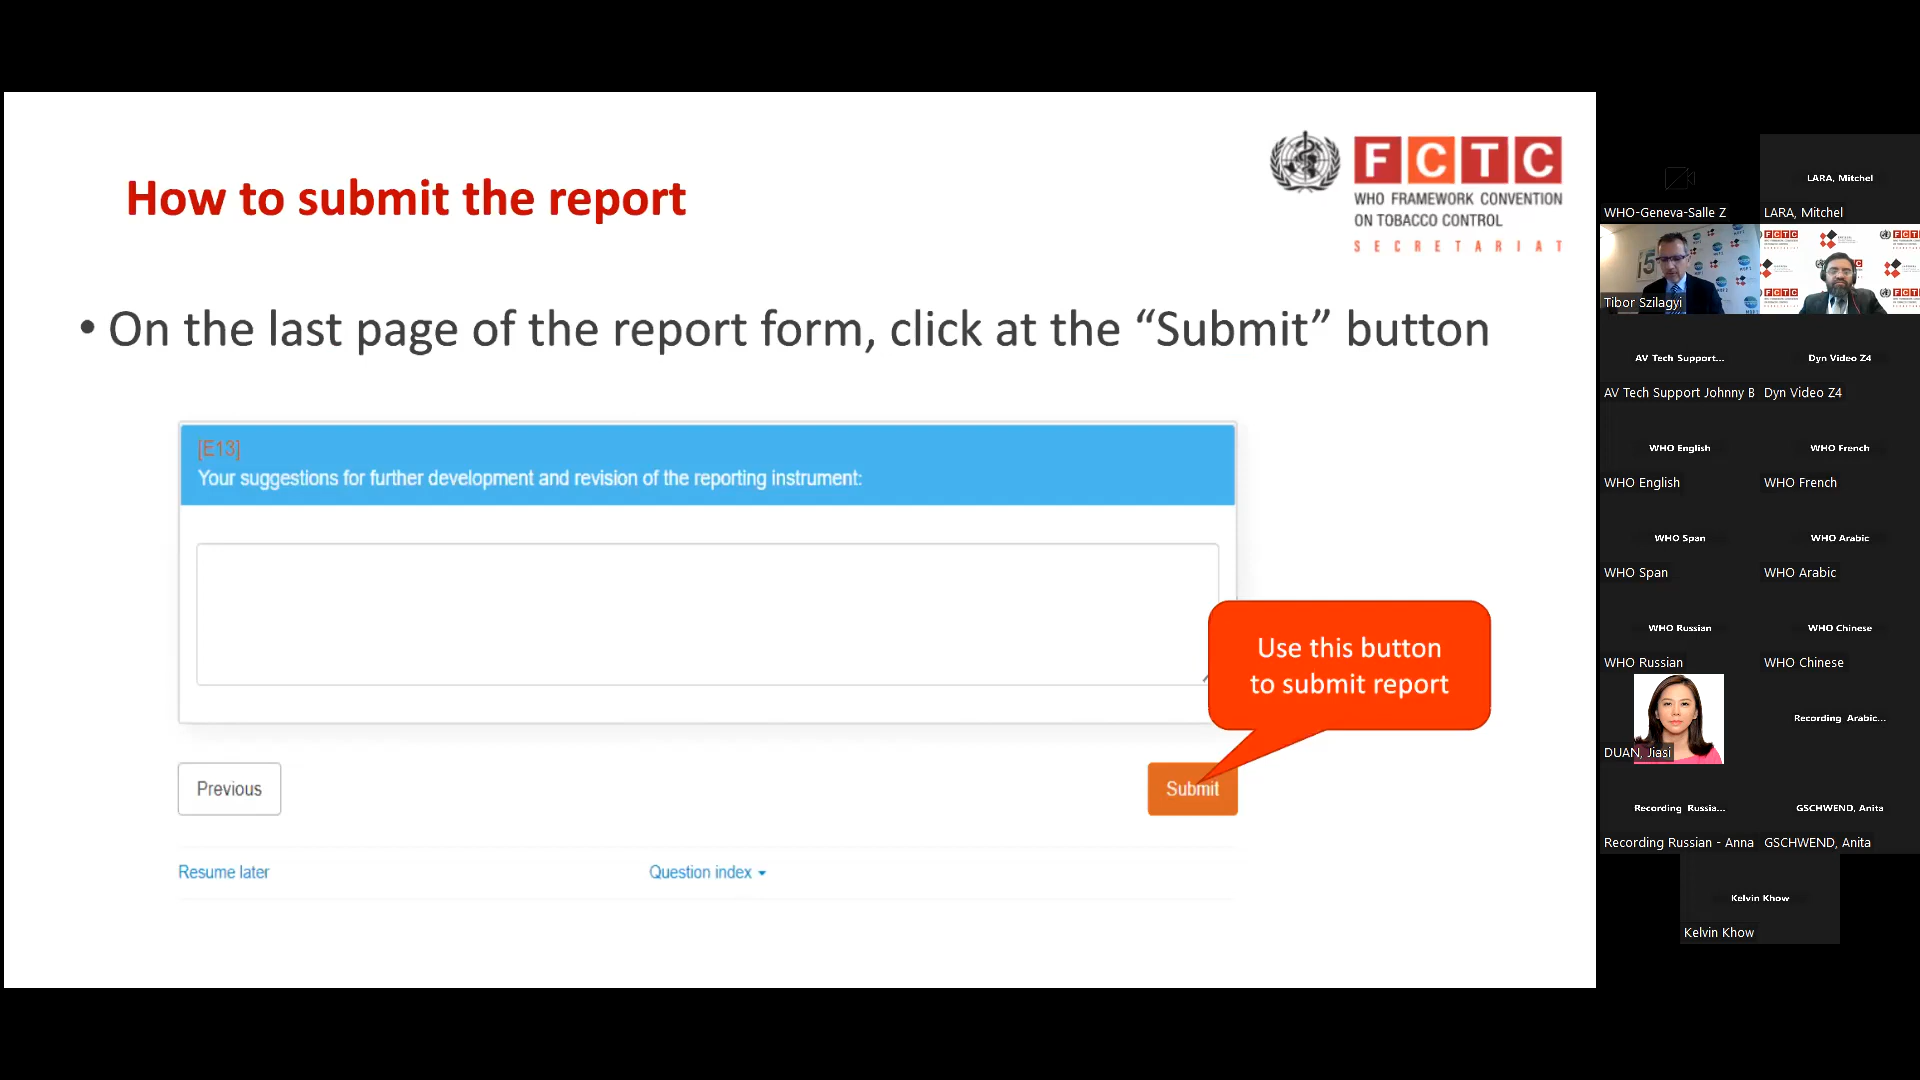 How to submit the report
FCTC
WHO FRAMEWORK CONVENTION
ON TOBACCO CONTROL
SECRETARIAT
• On the last page of the report form, click at the “Submit” button
[E13]
Your suggestions for further development and revision of the reporting instrument:
Use this button
to submit report
Previous
Submit
Resume later
Question index
LARA, Mitchel
WHO-Geneva-Salle Z
LARA, Mitchel
Tibor Szilagyi
AV Tech Support...
Dyn Video Z4
AV Tech Support Johnny B
Dyn Video Z4
WHO English
WHO French
WHO English
WHO French
WHO Span
WHO Arabic
WHO Span
WHO Arabic
WHO Russian
WHO Chinese
WHO Russian
WHO Chinese
DUAN, Jiasi
Recording Arabic...
Recording Russia...
GSCHWEND, Anita
Recording Russian - Anna
GSCHWEND, Anita
Kelvin Khow
Kelvin Khow